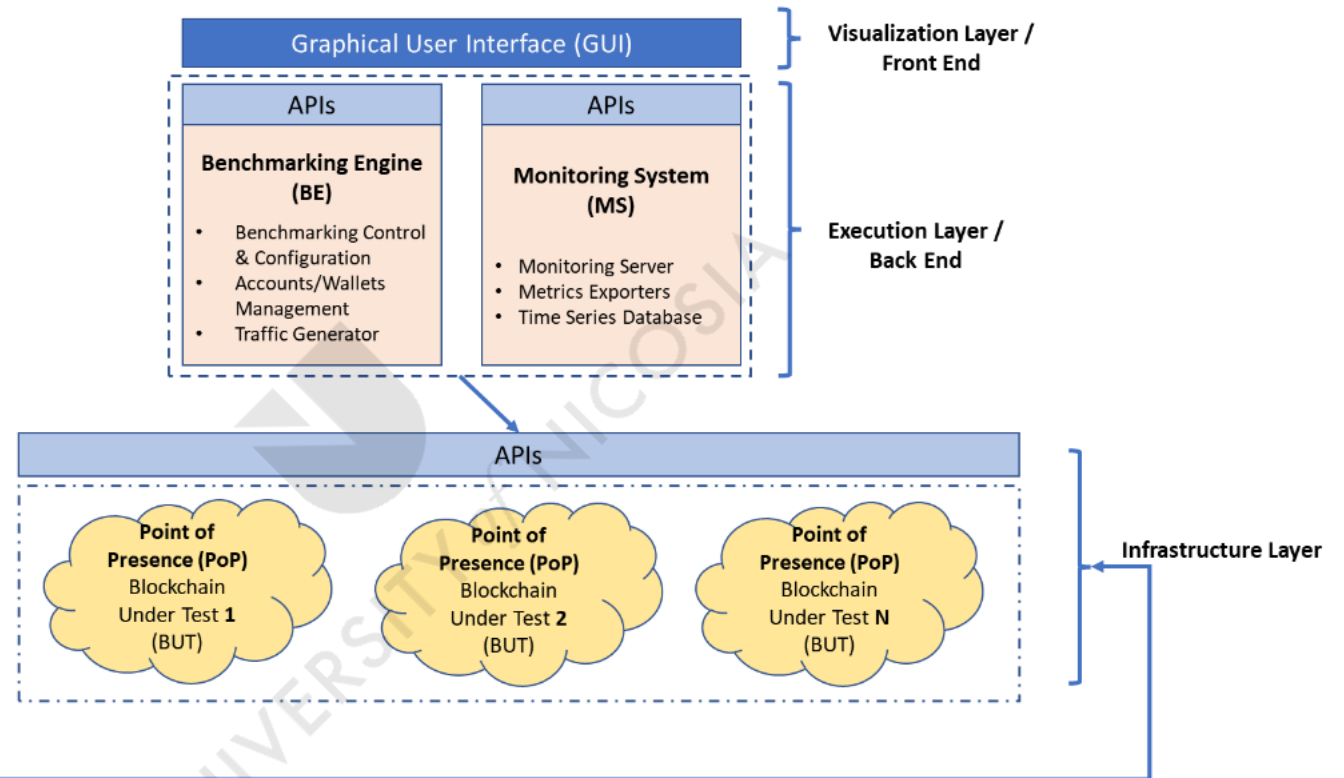 Graphical User Interface (GUI)
Visualization Layer /
Front End
APIs
Benchmarking Engine
(BE)
• Benchmarking Control
& Configuration
• Accounts/Wallets
Management
• Traffic Generator
APIs
Monitoring System
(MS)
• Monitoring Server
• Metrics Exporters
• Time Series Database
Execution Layer /
Back End
APIs
Point of
Presence (PoP)
Blockchain
Under Test 1
(BUT)
Point of
Presence (PoP)
Blockchain
Under Test 2
(BUT)
Point of
Presence (PoP)
Blockchain
Under Test N
(BUT)
Infrastructure Layer
UNIVERSITY of NICOSIA